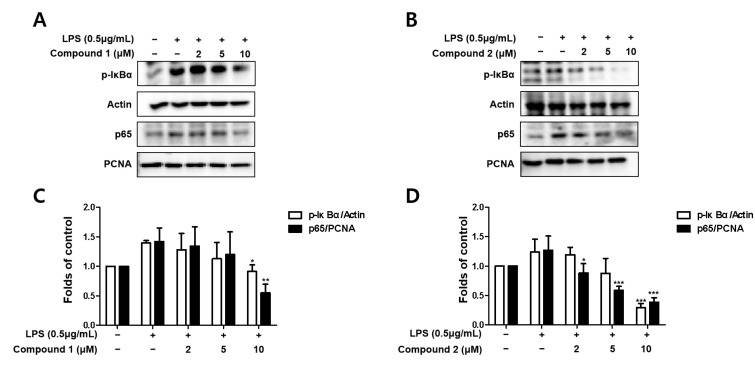 A
LPS (0.5µg/mL) – + + + +
Compound 1 (µM) – – 2 5 10
p-IκBα
Actin
p65
PCNA
B
LPS (0.5µg/mL) – + + + +
Compound 2 (µM) – – 2 5 10
p-IκBα
Actin
p65
PCNA
C
Folds of control
2.0
1.5
1.0
0.5
0.0
p-Iκ Bα/Actin
p65/PCNA
*
**
LPS (0.5µg/mL) – + + + +
Compound 1 (µM) – – 2 5 10
D
Folds of control
2.0
1.5
1.0
0.5
0.0
p-Iκ Bα/Actin
p65/PCNA
*
***
***
***
LPS (0.5µg/mL) – + + + +
Compound 2 (µM) – – 2 5 10